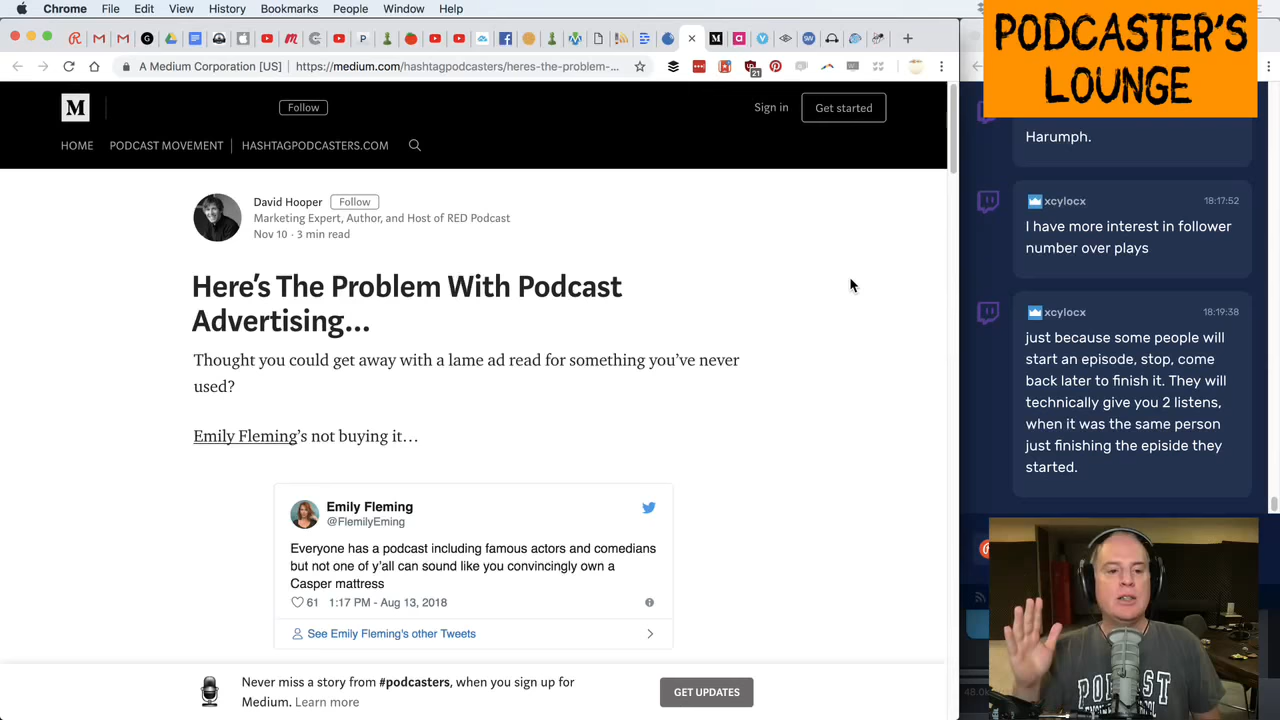 Chrome File Edit View History Bookmarks People Window Help
A Medium Corporation [US] https://medium.com/hashtagpodcasters/heres-the-problem-...
21
M
Follow
Sign in
Get started
HOME PODCAST MOVEMENT HASHTAGPODCASTERS.COM
David Hooper Follow
Marketing Expert, Author, and Host of RED Podcast
Nov 10 · 3 min read
Here's The Problem With Podcast
Advertising...
Thought you could get away with a lame ad read for something you've never
used?
Emily Fleming's not buying it…
Emily Fleming
@FlemilyEming
Everyone has a podcast including famous actors and comedians
but not one of y'all can sound like you convincingly own a
Casper mattress
61 1:17 PM - Aug 13, 2018
See Emily Fleming's other Tweets
Never miss a story from #podcasters, when you sign up for
Medium. Learn more
GET UPDATES
PODCASTER'S
LOUNGE
Harumph.
xcylocx 18:17:52
I have more interest in follower
number over plays
xcylocx 18:19:38
just because some people will
start an episode, stop, come
back later to finish it. They will
technically give you 2 listens,
when it was the same person
just finishing the episide they
started.
48.0k